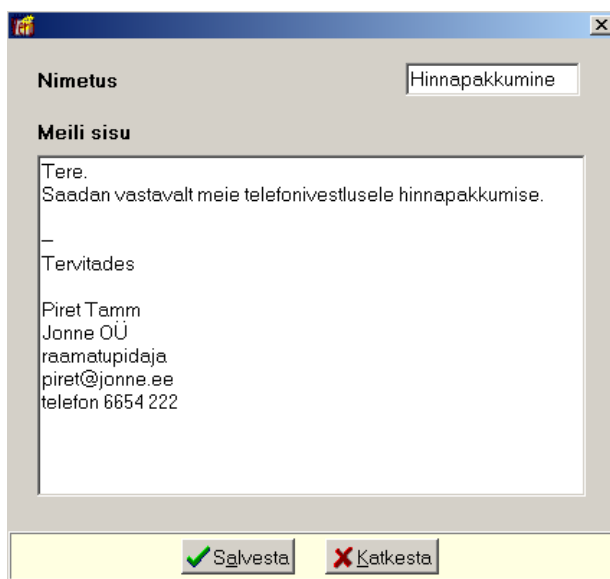 Nimetus
Hinnapakkumine
Meili sisu
Tere.
Saadan vastavalt meie telefonivestlusele hinnapakkumise.
_
Tervitades
Piret Tamm
Jonne OÜ
raamatupidaja
piret@jonne.ee
telefon 6654 222
Salvesta
Katkesta